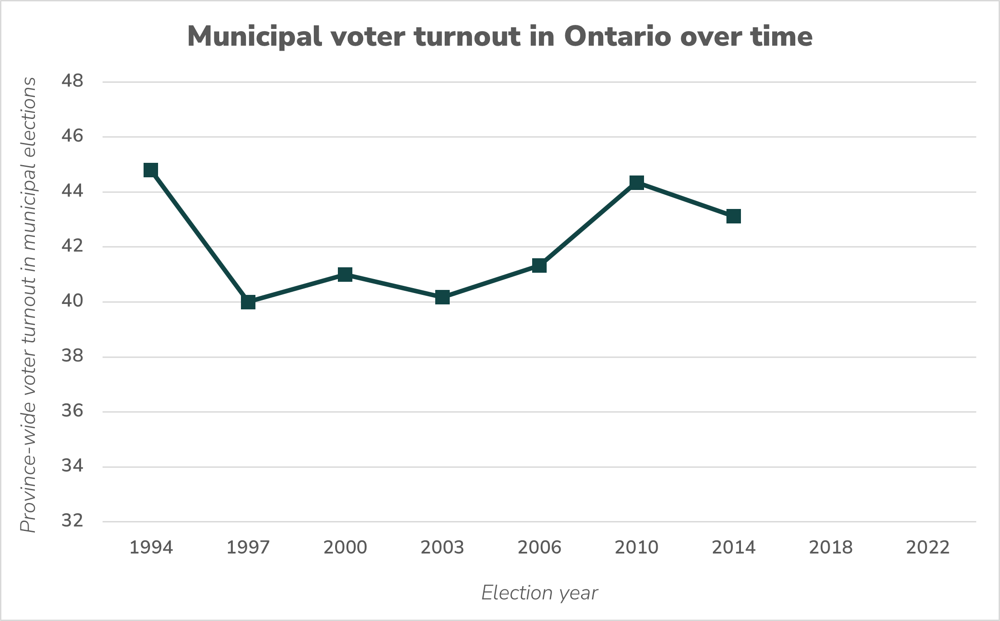 Municipal voter turnout in Ontario over time
Province-wide voter turnout in municipal elections
48
46
44
42
40
38
36
34
32
1994 1997 2000 2003 2006 2010 2014 2018 2022
Election year